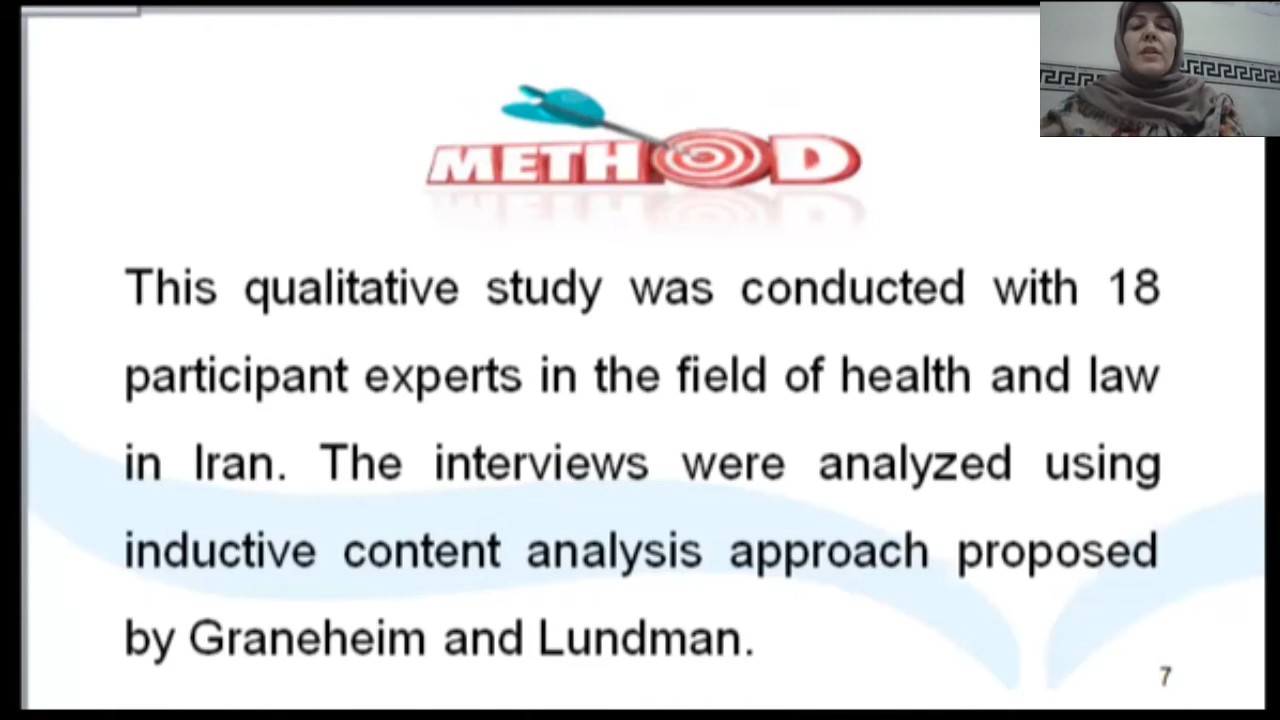 METHOD
This qualitative study was conducted with 18
participant experts in the field of health and law
in Iran. The interviews were analyzed using
inductive content analysis approach proposed
by Graneheim and Lundman.
7